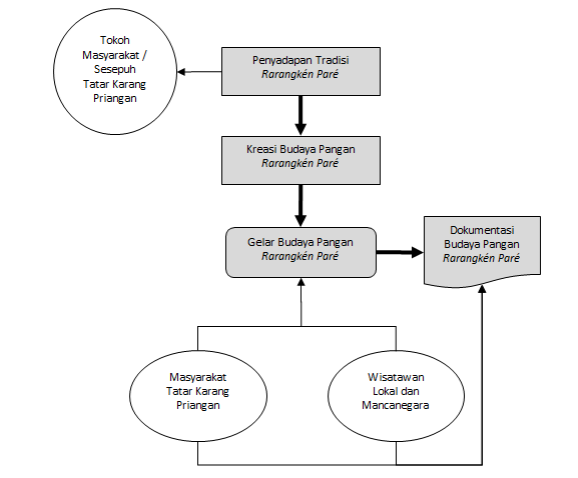 Tokoh
Masyarakat /
Sesepuh
Tatar Karang
Priangan
Penyadapan Tradisi
Rarangkén Paré
Kreasi Budaya Pangan
Rarangkén Paré
Gelar Budaya Pangan
Rarangkén Paré
Dokumentasi
Budaya Pangan
Rarangkén Paré
Masyarakat
Tatar Karang
Priangan
Wisatawan
Lokal dan
Mancanegara